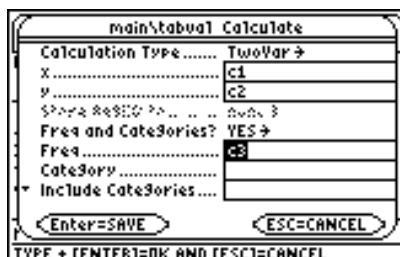 main\tabval Calculate
Calculation Type....... TwoVar→
x....................... c1
y....................... c2
Freq and Categories? YES→
Freq.................... c3
Category................
Include Categories....
Enter=SAVE ESC=CANCEL
TYPE + [ENTER]=OK AND [ESC]=CANCEL